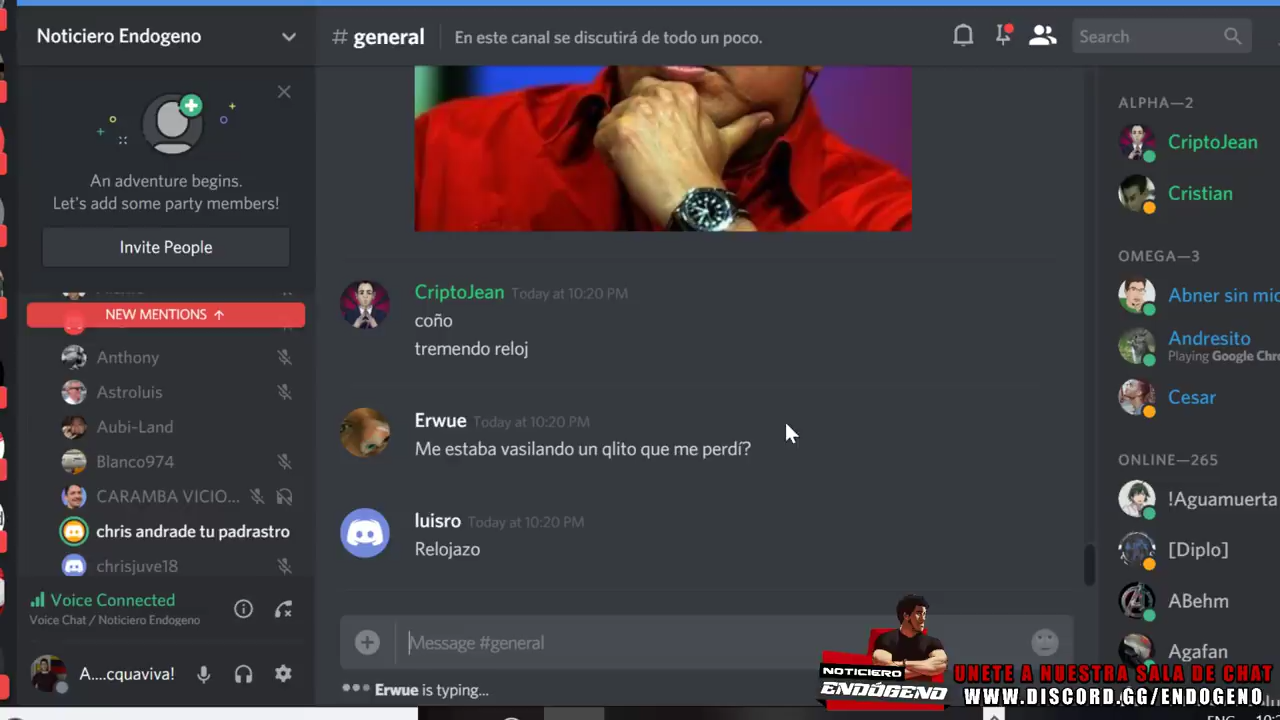 Noticiero Endogeno
# general
En este canal se discutirá de todo un poco.
Search
An adventure begins.
Let's add some party members!
Invite People
NEW MENTIONS ↑
Anthony
Astroluis
Aubi-Land
Blanco974
CARAMBA VICIO...
chris andrade tu padrastro
chrisjuve18
Voice Connected
Voice Chat / Noticiero Endogeno
A....cquaviva!
CriptoJean Today at 10:20 PM
coño
tremendo reloj
Erwue Today at 10:20 PM
Me estaba vasilando un qlito que me perdí?
luisro Today at 10:20 PM
Relojazo
Message #general
Erwue is typing...
ALPHA—2
CriptoJean
Cristian
OMEGA—3
Abner sin mic
Andresito
Playing Google Chro
Cesar
ONLINE—265
!Aguamuerta
[Diplo]
ABehm
Agafan
NOTICIERO
ENDÓGENO
UNETE A NUESTRA SALA DE CHAT
WWW.DISCORD.GG/ENDOGENO
ENG